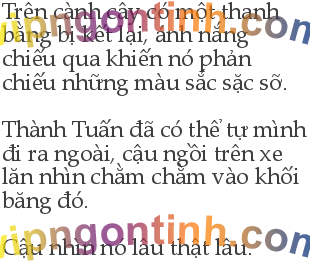 Trên cành cây có một thanh
băng bị kết lại, ánh nắng
chiếu qua khiến nó phản
chiếu những màu sắc sặc sỡ.
Thành Tuấn đã có thể tự mình
đi ra ngoài, cậu ngồi trên xe
lăn nhìn chằm chằm vào khối
băng đó.
Cậu nhìn nó lâu thật lâu.
vipngontinh.com
vipngontinh.com